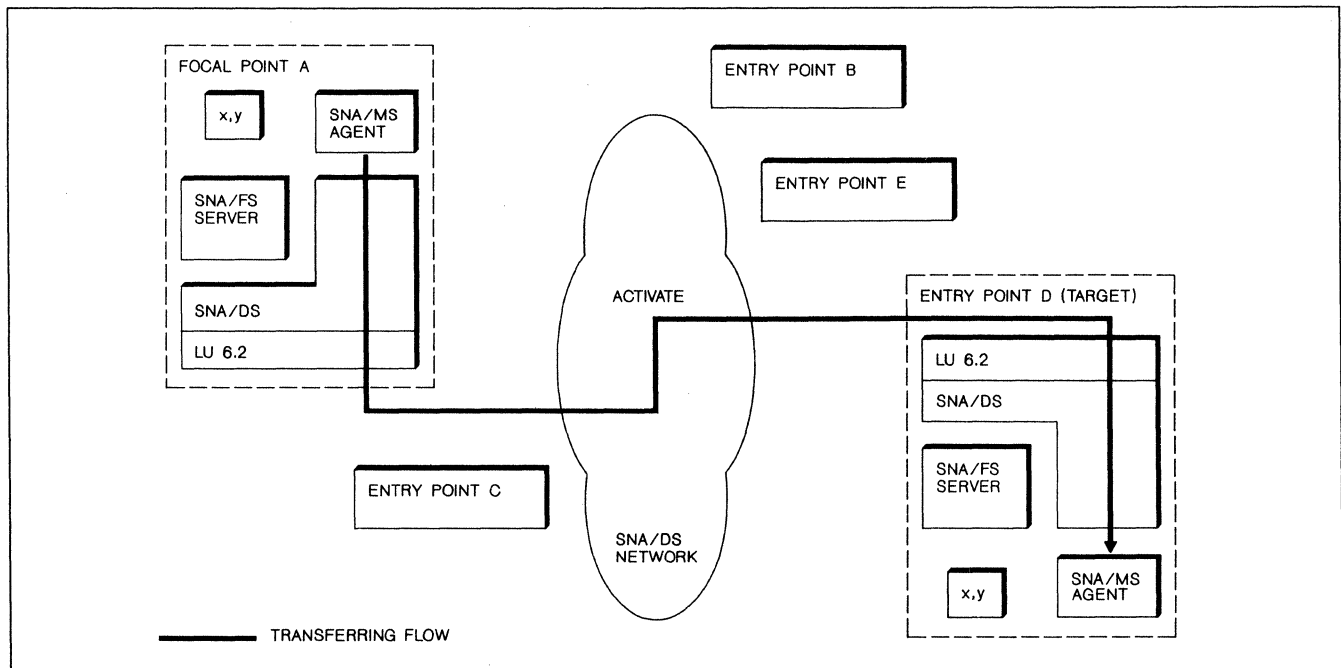 FOCAL POINT A
x,y
SNA/MS
AGENT
SNA/FS
SERVER
SNA/DS
LU 6.2
ENTRY POINT B
ENTRY POINT E
ACTIVATE
ENTRY POINT D (TARGET)
LU 6.2
SNA/DS
SNA/FS
SERVER
x,y
SNA/MS
AGENT
ENTRY POINT C
SNA/DS
NETWORK
TRANSFERRING FLOW